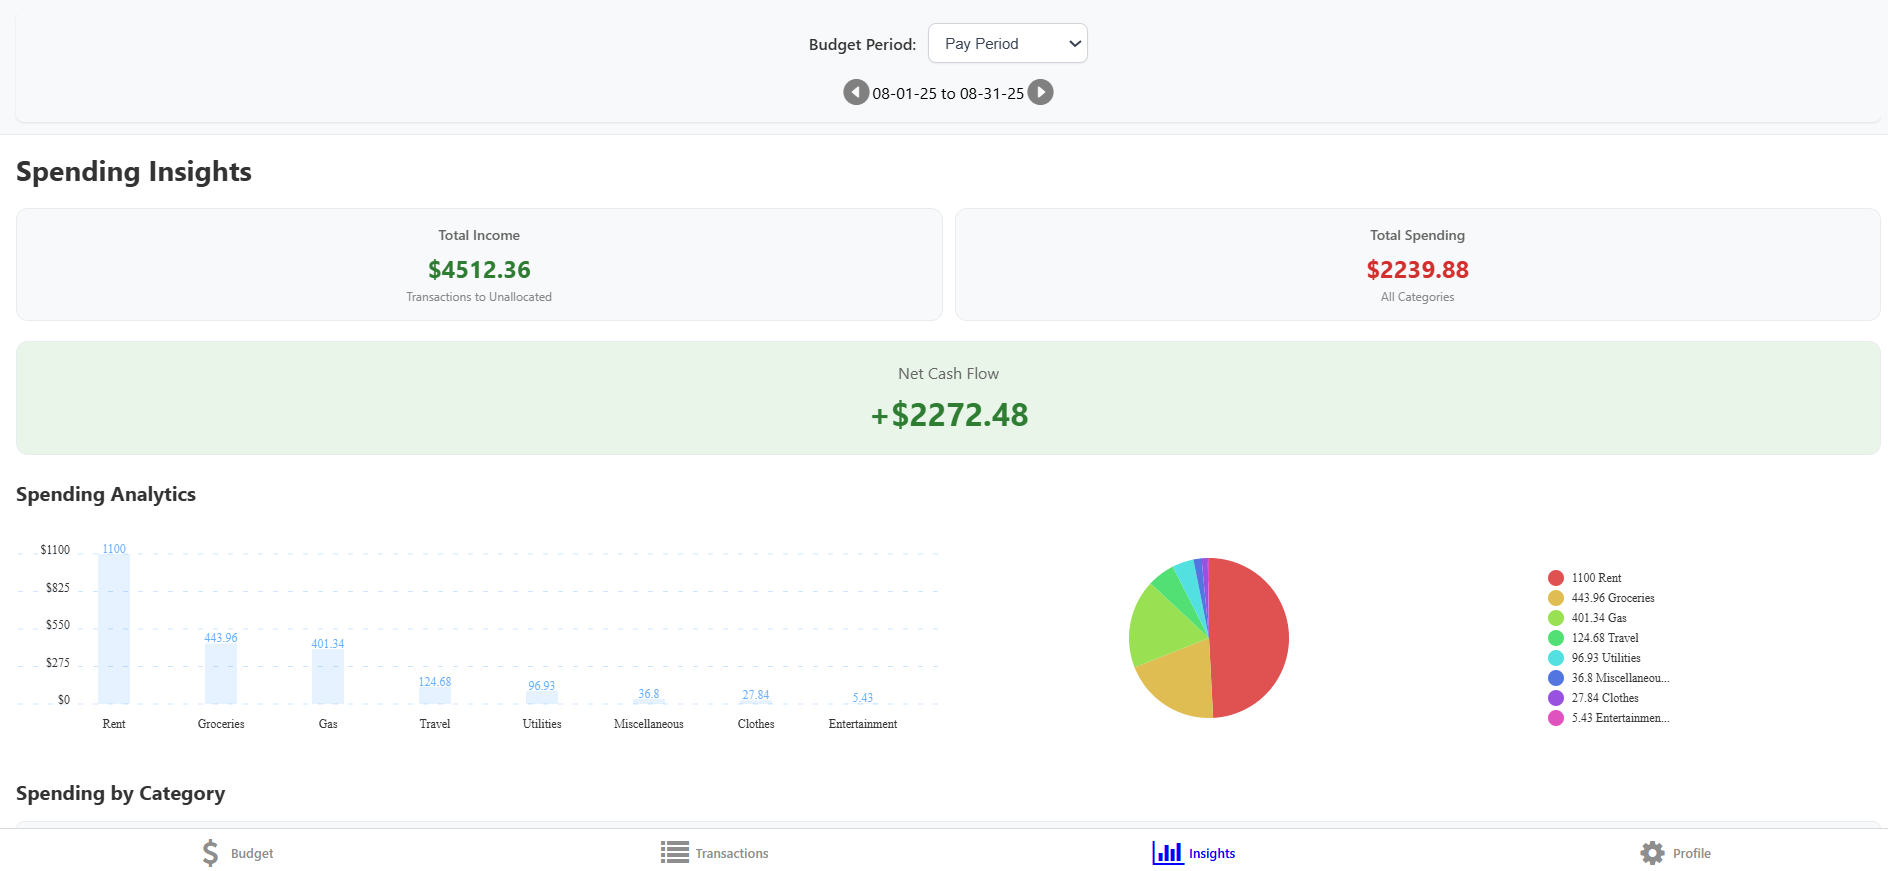 Budget Period: Pay Period
08-01-25 to 08-31-25
Spending Insights
Total Income
$4512.36
Transactions to Unallocated
Total Spending
$2239.88
All Categories
Net Cash Flow
+$2272.48
Spending Analytics
$1100
$825
$550
$275
$0
1100
443.96
401.34
124.68
96.93
36.8
27.84
5.43
Rent
Groceries
Gas
Travel
Utilities
Miscellaneous
Clothes
Entertainment
1100 Rent
443.96 Groceries
401.34 Gas
124.68 Travel
96.93 Utilities
36.8 Miscellaneou...
27.84 Clothes
5.43 Entertainmen...
Spending by Category
Budget
Transactions
Insights
Profile